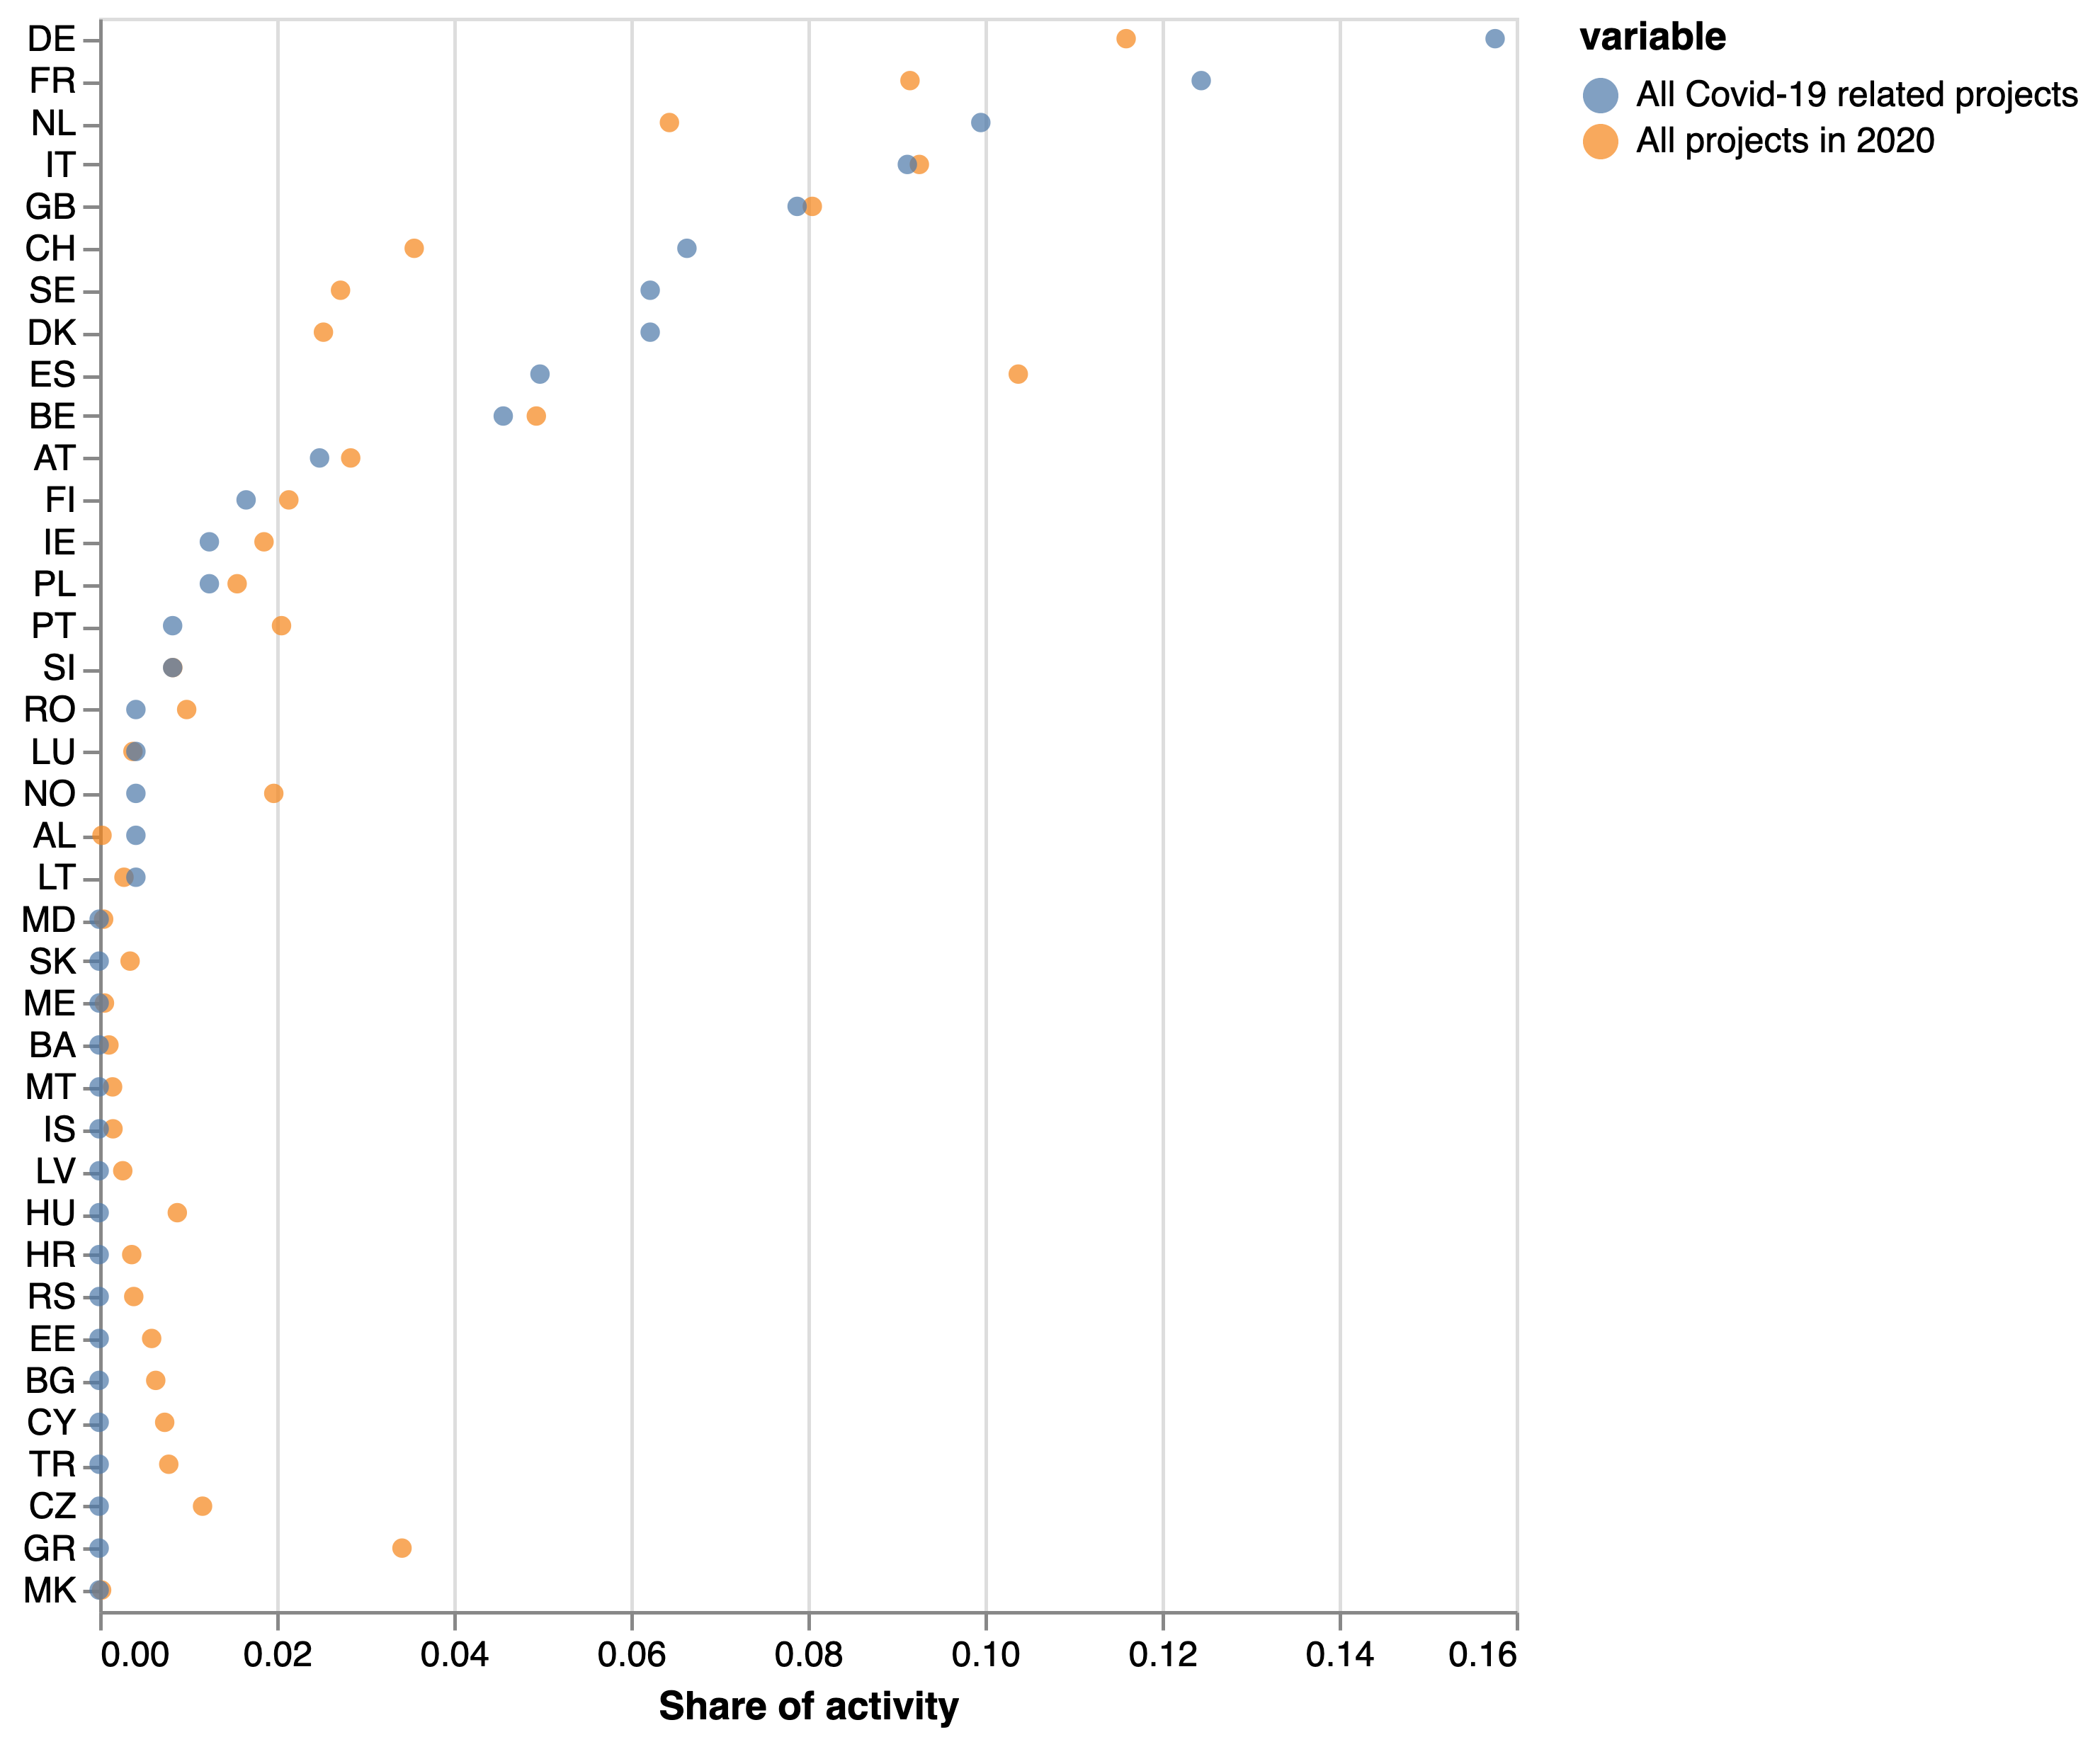 DE
FR
NL
IT
GB
CH
SE
DK
ES
BE
AT
FI
IE
PL
PT
SI
RO
LU
NO
AL
LT
MD
SK
ME
BA
MT
IS
LV
HU
HR
RS
EE
BG
CY
TR
CZ
GR
MK
0.00 0.02 0.04 0.06 0.08 0.10 0.12 0.14 0.16
Share of activity
variable
All Covid-19 related projects
All projects in 2020